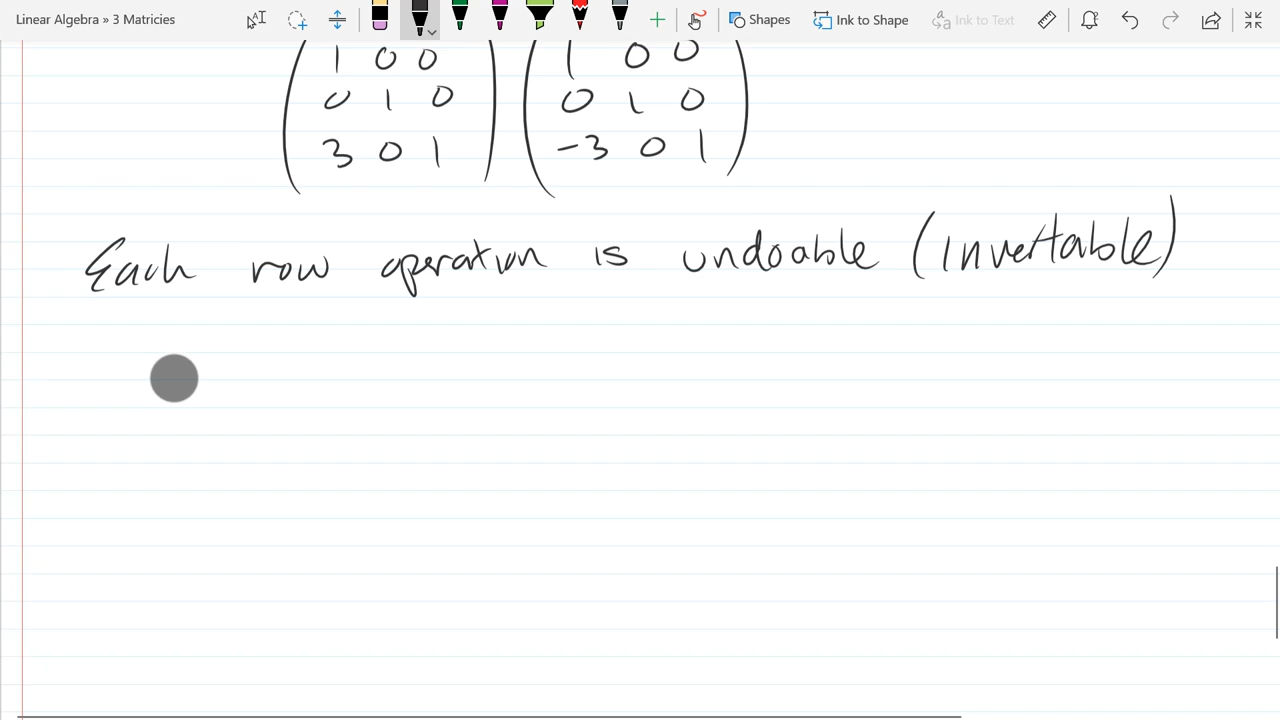 Linear Algebra » 3 Matricies
Shapes
Ink to Shape
Ink to Text
1 0 0 1 0 0
0 1 0 0 1 0
3 0 1 -3 0 1
Each row operation is undoable (invertable)